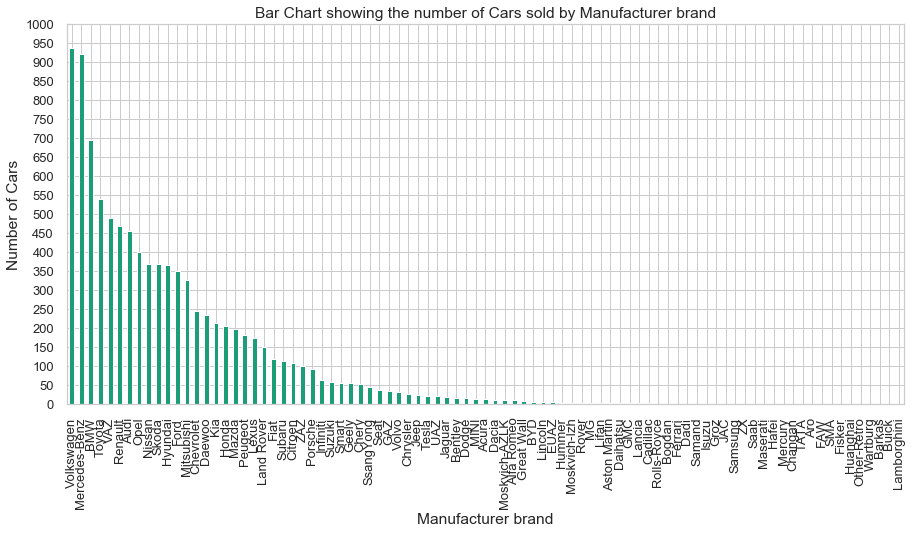 Bar Chart showing the number of Cars sold by Manufacturer brand
1000
950
900
850
800
750
700
650
600
550
500
450
400
350
300
250
200
150
100
50
0
Number of Cars
Volkswagen
Mercedes-Benz
BMW
Toyota
VAZ
Renault
Audi
Opel
Nissan
Skoda
Hyundai
Ford
Mitsubishi
Chevrolet
Daewoo
Kia
Honda
Mazda
Peugeot
Lexus
Land Rover
Fiat
Subaru
Citroen
ZAZ
Porsche
Infiniti
Suzuki
Smart
Geely
Chery
SsangYong
Seat
GAZ
Volvo
Chrysler
Jeep
Tesla
UAZ
Jaguar
Bentley
Dodge
MINI
Acura
Dacia
Moskvich-AZLK
Alfa Romeo
Great Wall
BYD
Lincoln
ËUAZ
Hummer
Moskvich-Izh
Rover
MG
Lifan
Aston Martin
Daihatsu
GMC
Lancia
Cadillac
Rolls-Royce
Bogdan
Ferrari
Dadi
Samand
Isuzu
Groz
JAC
Samsung
ZX
Saab
Maserati
Hafei
Mercury
Changan
TATA
Aro
FAW
SMA
Fisker
Huanghai
Other-Retro
Wartburg
Barkas
Buick
Lamborghini
Manufacturer brand